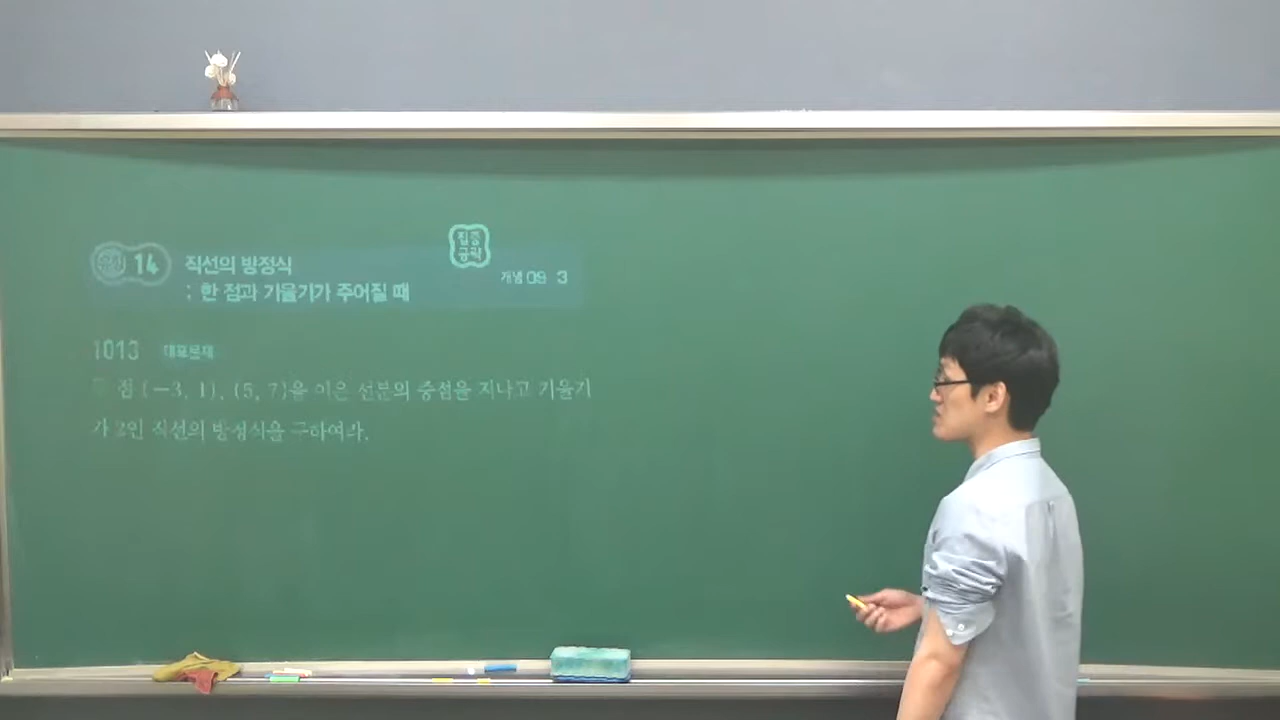 유형 14 직선의 방정식
집중
공략
: 한 점과 기울기가 주어질 때
개념 09 3
1013 대표문제
점 (−3, 1), (5, 7)을 이은 선분의 중점을 지나고 기울기
가 2인 직선의 방정식을 구하여라.